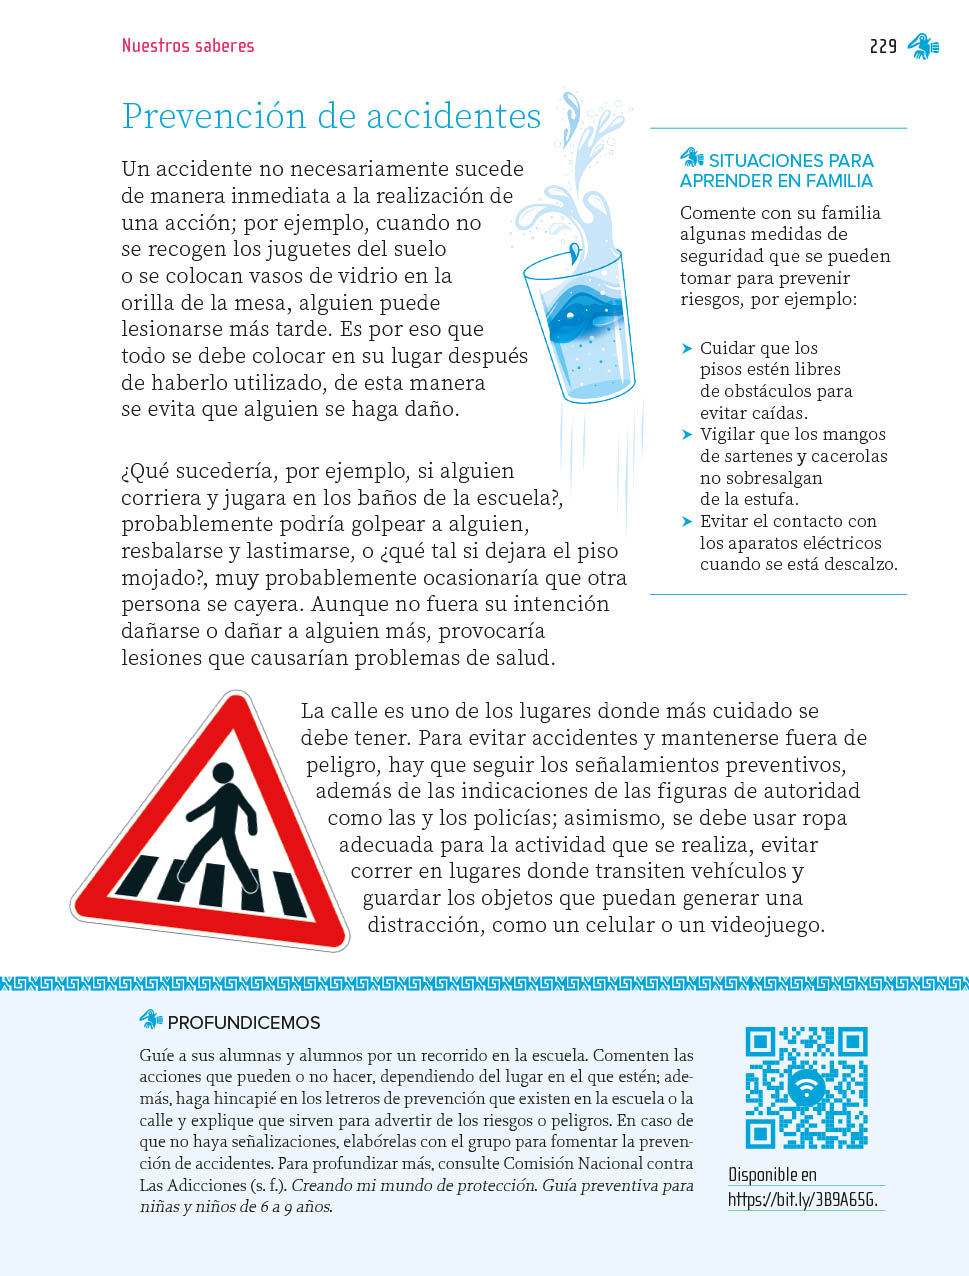 Nuestros saberes
229
Prevención de accidentes
Un accidente no necesariamente sucede
de manera inmediata a la realización de
una acción; por ejemplo, cuando no
se recogen los juguetes del suelo
o se colocan vasos de vidrio en la
orilla de la mesa, alguien puede
lesionarse más tarde. Es por eso que
todo se debe colocar en su lugar después
de haberlo utilizado, de esta manera
se evita que alguien se haga daño.
¿Qué sucedería, por ejemplo, si alguien
corriera y jugara en los baños de la escuela?,
probablemente podría golpear a alguien,
resbalarse y lastimarse, o ¿qué tal si dejara el piso
mojado?, muy probablemente ocasionaría que otra
persona se cayera. Aunque no fuera su intención
dañarse o dañar a alguien más, provocaría
lesiones que causarían problemas de salud.
SITUACIONES PARA
APRENDER EN FAMILIA
Comente con su familia
algunas medidas de
seguridad que se pueden
tomar para prevenir
riesgos, por ejemplo:
➤ Cuidar que los
pisos estén libres
de obstáculos para
evitar caídas.
➤ Vigilar que los mangos
de sartenes y cacerolas
no sobresalgan
de la estufa.
➤ Evitar el contacto con
los aparatos eléctricos
cuando se está descalzo.
La calle es uno de los lugares donde más cuidado se
debe tener. Para evitar accidentes y mantenerse fuera de
peligro, hay que seguir los señalamientos preventivos,
además de las indicaciones de las figuras de autoridad
como las y los policías; asimismo, se debe usar ropa
adecuada para la actividad que se realiza, evitar
correr en lugares donde transiten vehículos y
guardar los objetos que puedan generar una
distracción, como un celular o un videojuego.
PROFUNDICEMOS
Guíe a sus alumnas y alumnos por un recorrido en la escuela. Comenten las
acciones que pueden o no hacer, dependiendo del lugar en el que estén; ade-
más, haga hincapié en los letreros de prevención que existen en la escuela o la
calle y explique que sirven para advertir de los riesgos o peligros. En caso de
que no haya señalizaciones, elabórelas con el grupo para fomentar la preven-
ción de accidentes. Para profundizar más, consulte Comisión Nacional contra
Las Adicciones (s. f.). Creando mi mundo de protección. Guía preventiva para
niñas y niños de 6 a 9 años.
Disponible en
https://bit.ly/3B9A65G.